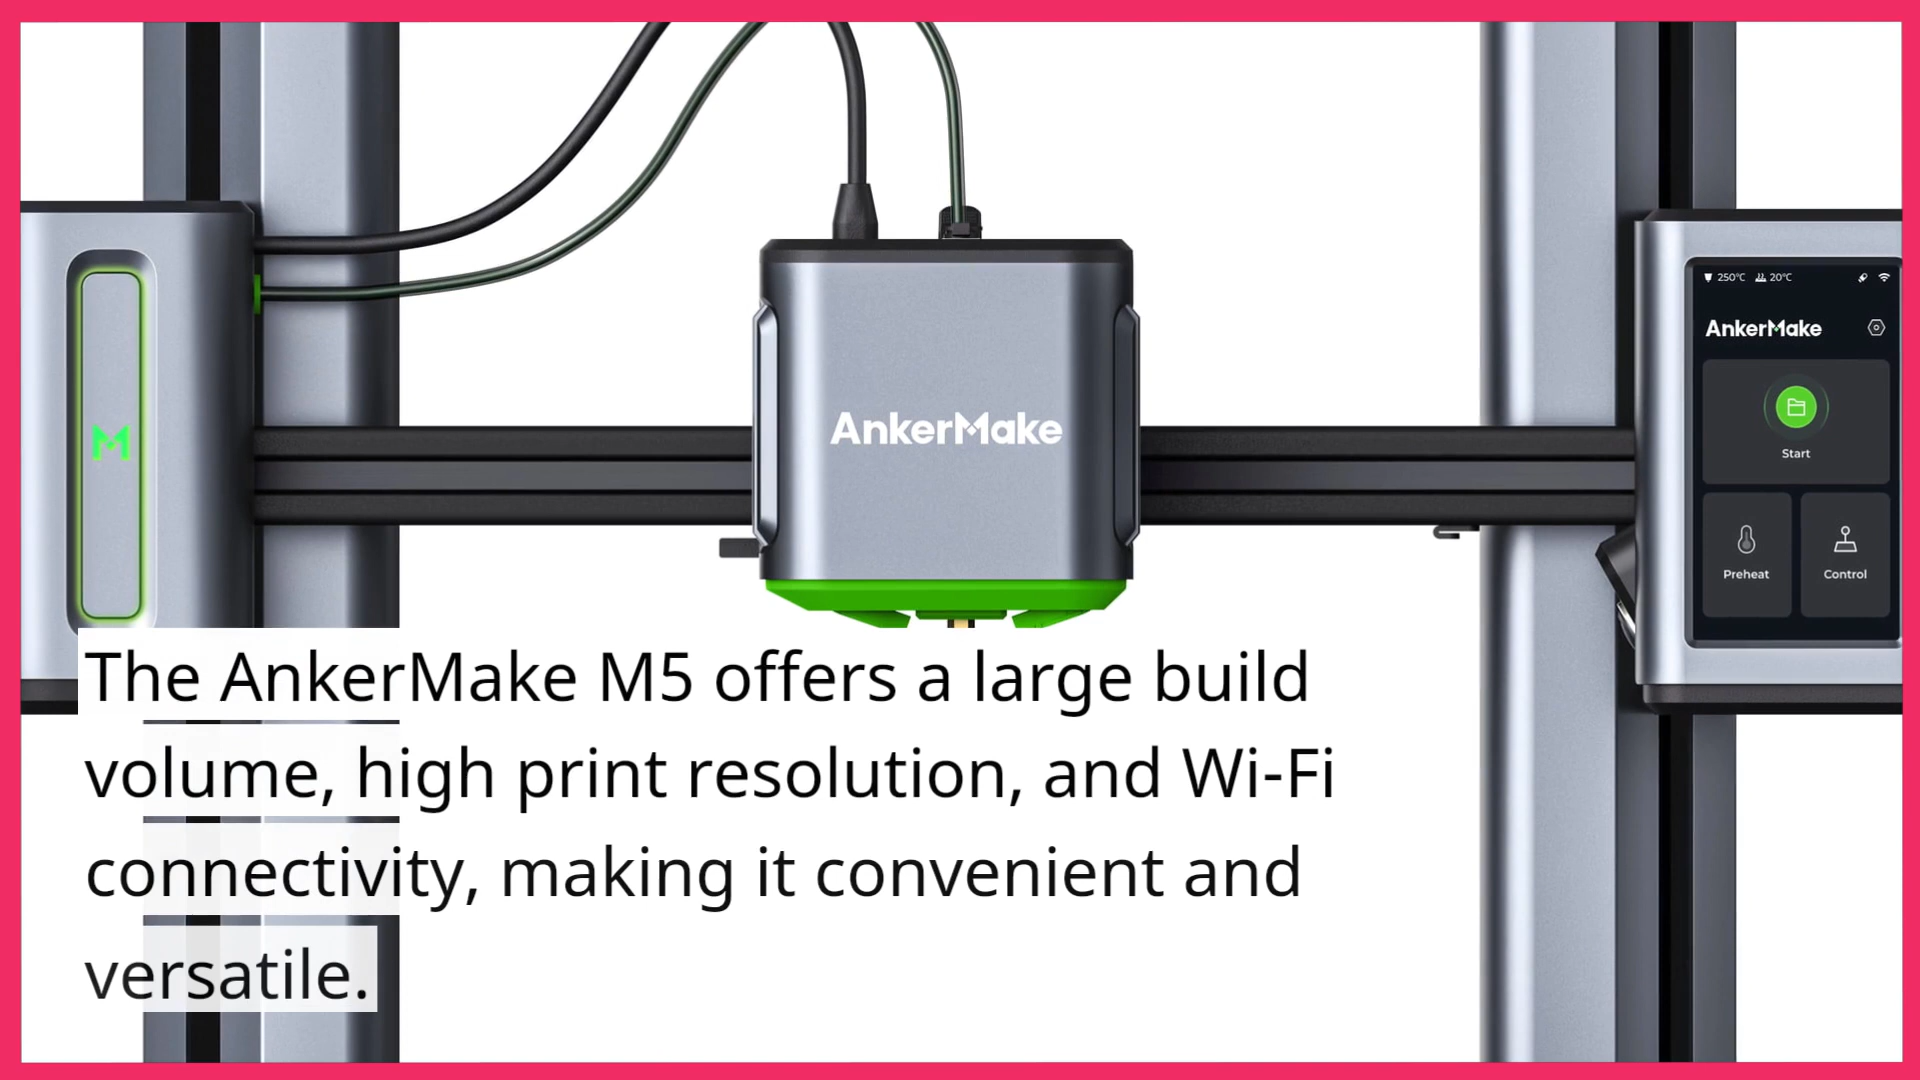 250°C 20°C
AnkerMake
AnkerMake
Start
Preheat Control
The AnkerMake M5 offers a large build
volume, high print resolution, and Wi-Fi
connectivity, making it convenient and
versatile.